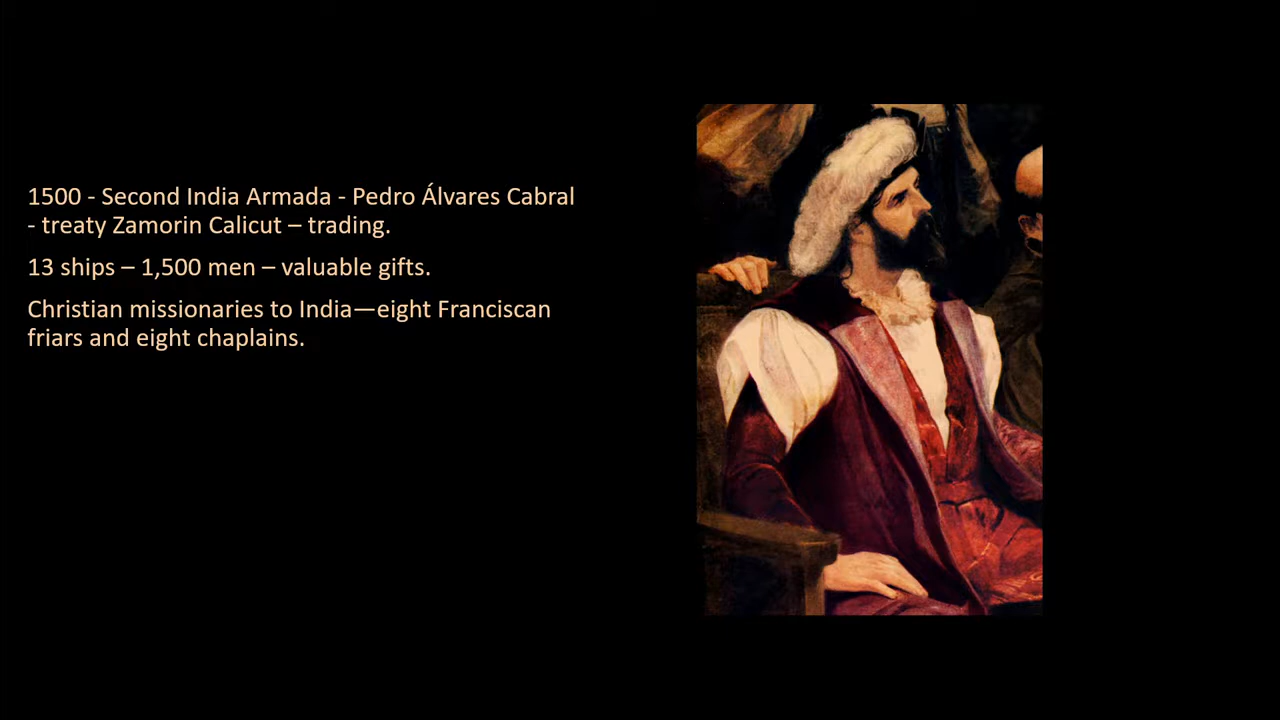 1500 - Second India Armada - Pedro Álvares Cabral
- treaty Zamorin Calicut – trading.
13 ships – 1,500 men – valuable gifts.
Christian missionaries to India—eight Franciscan
friars and eight chaplains.